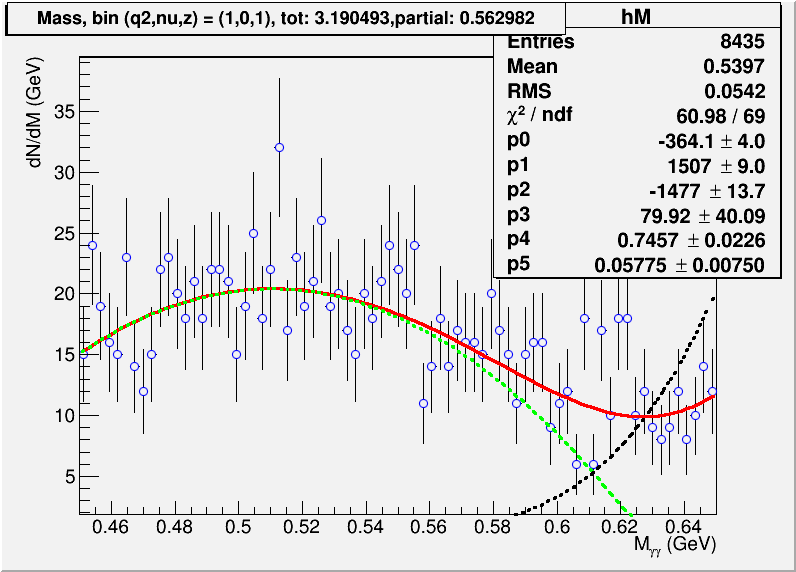 Mass, bin (q2,nu,z) = (1,0,1), tot: 3.190493,partial: 0.562982
hM
Entries 8435
Mean 0.5397
RMS 0.0542
χ² / ndf 60.98 / 69
p0 -364.1 ± 4.0
p1 1507 ± 9.0
p2 -1477 ± 13.7
p3 79.92 ± 40.09
p4 0.7457 ± 0.0226
p5 0.05775 ± 0.00750
dN/dM (GeV)
35
30
25
20
15
10
5
0.46 0.48 0.5 0.52 0.54 0.56 0.58 0.6 0.62 0.64
Mγγ (GeV)